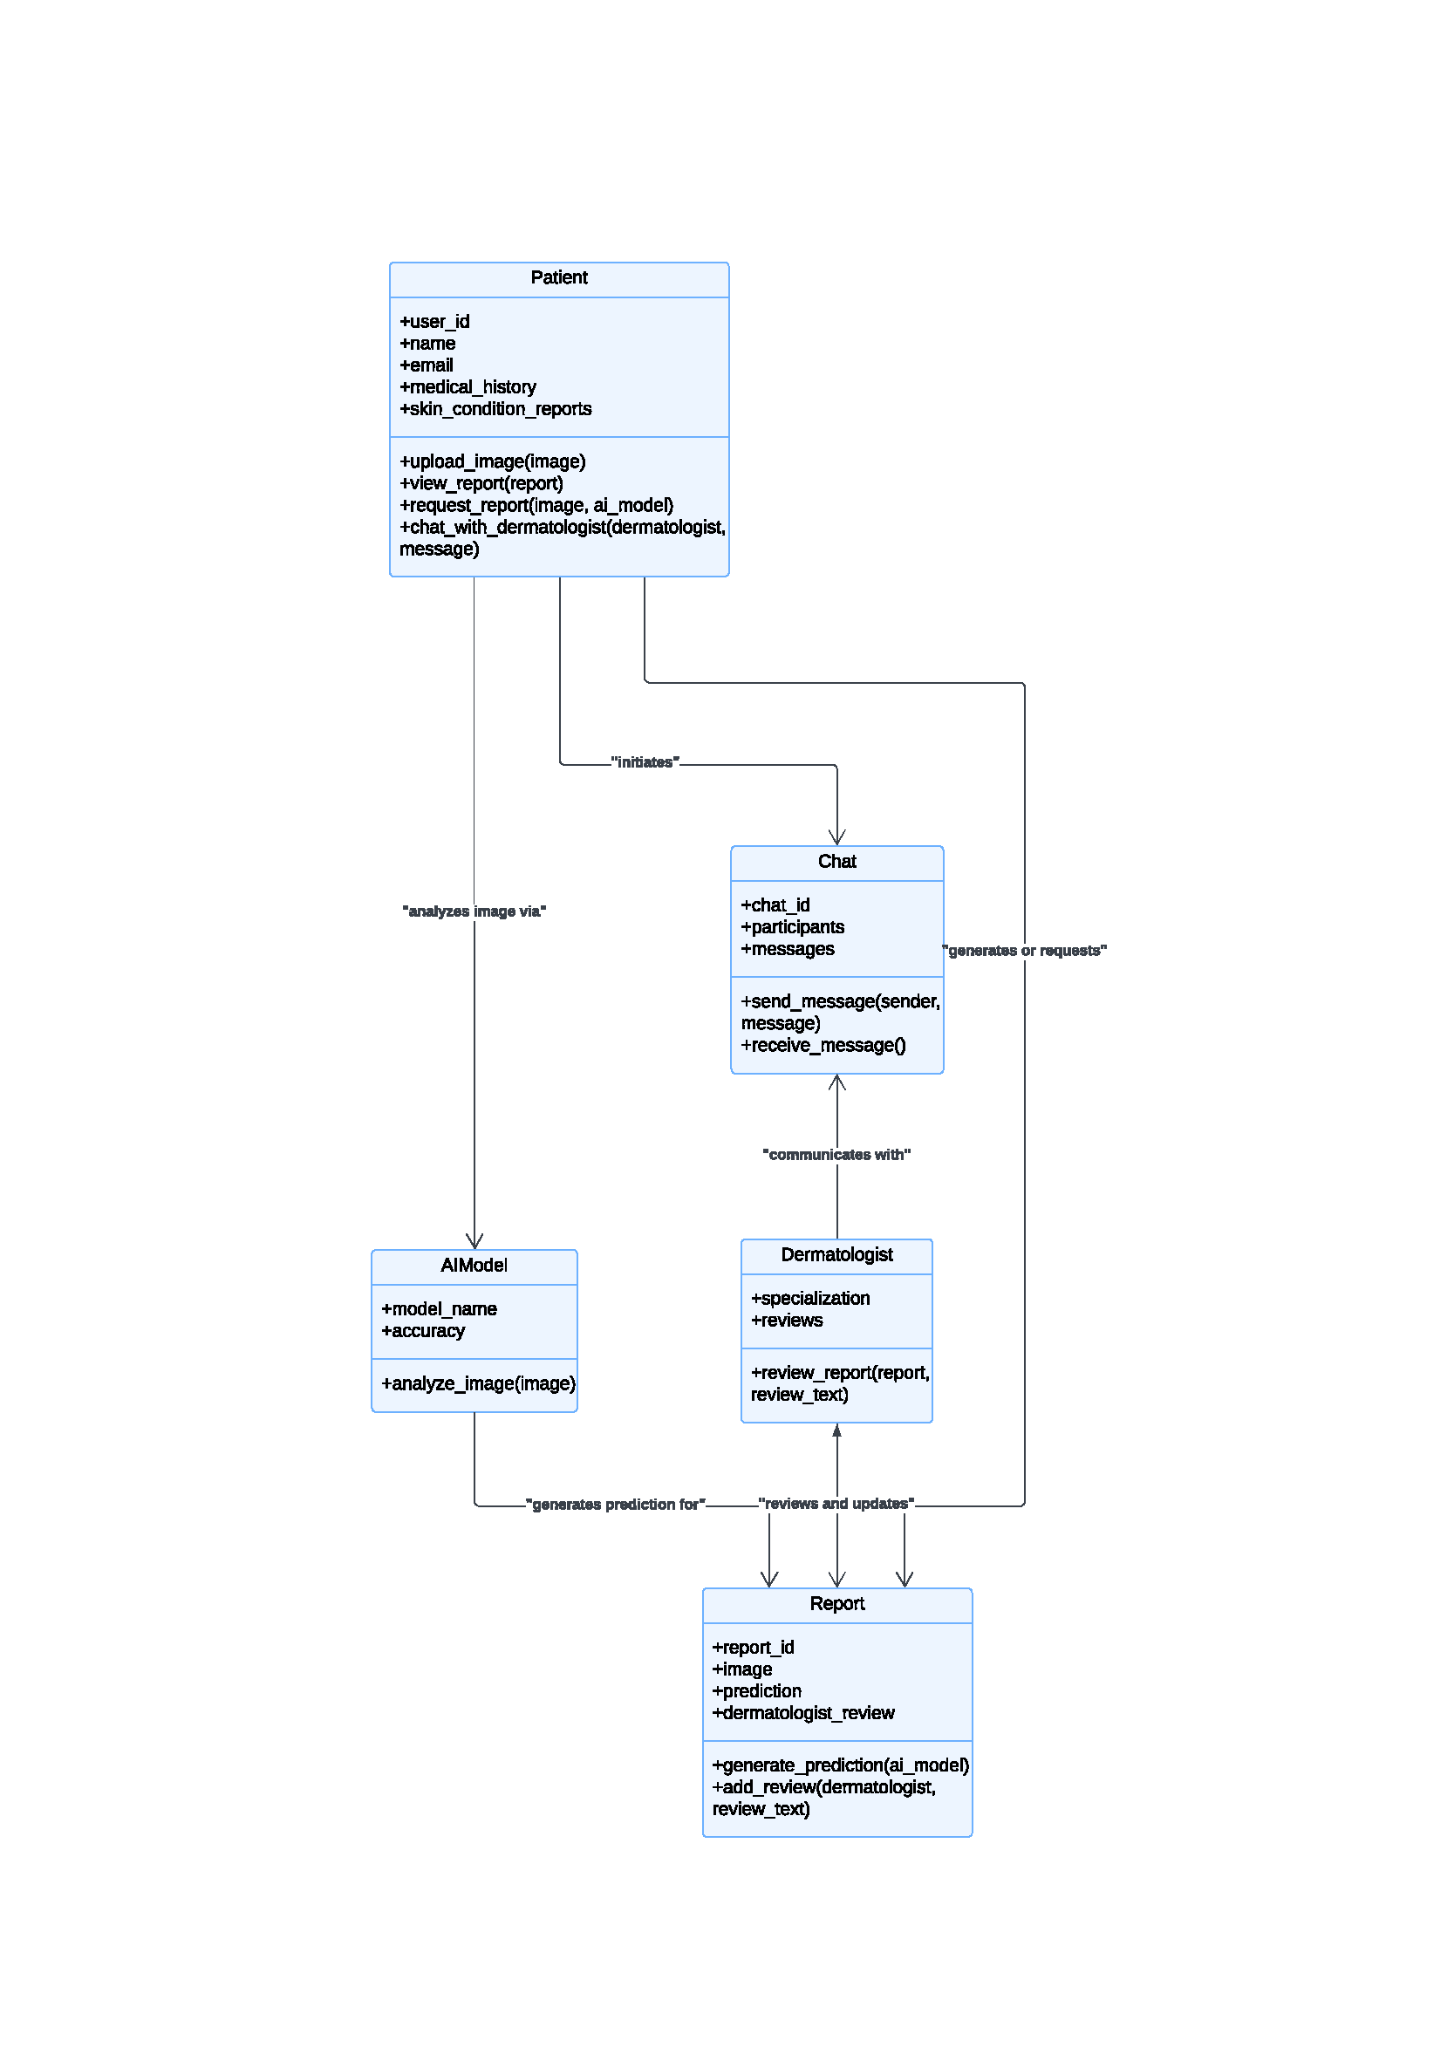 Patient
+user_id
+name
+email
+medical_history
+skin_condition_reports
+upload_image(image)
+view_report(report)
+request_report(image, ai_model)
+chat_with_dermatologist(dermatologist,
message)
"initiates"
Chat
+chat_id
+participants
+messages
+send_message(sender,
message)
+receive_message()
"analyzes image via"
"generates or requests"
"communicates with"
AIModel
+model_name
+accuracy
+analyze_image(image)
Dermatologist
+specialization
+reviews
+review_report(report,
review_text)
"generates prediction for"
"reviews and updates"
Report
+report_id
+image
+prediction
+dermatologist_review
+generate_prediction(ai_model)
+add_review(dermatologist,
review_text)